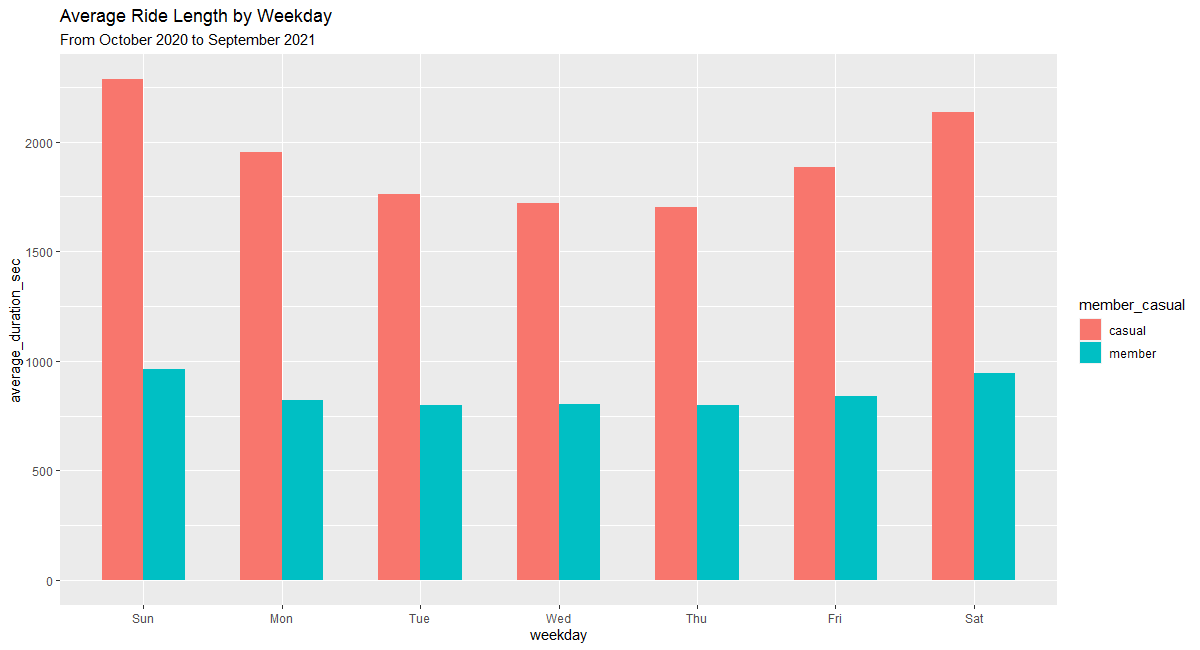 Average Ride Length by Weekday
From October 2020 to September 2021
average_duration_sec
2000
1500
1000
500
0
Sun Mon Tue Wed Thu Fri Sat
weekday
member_casual
casual
member